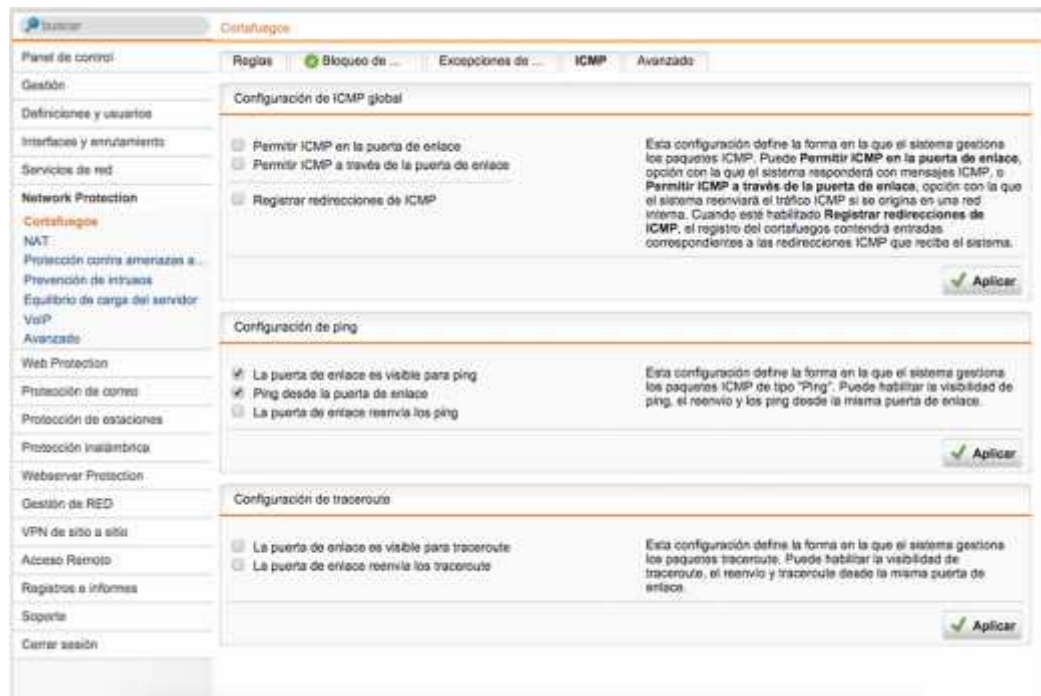 buscar
Panel de control
Gestión
Definiciones y usuarios
Interfaces y enrutamiento
Servicios de red
Network Protection
Cortafuegos
NAT
Protección contra amenazas a...
Prevención de intrusos
Equilibrio de carga del servidor
VoIP
Avanzado
Web Protection
Protección de correo
Protección de estaciones
Protección inalámbrica
Webserver Protection
Gestión de RED
VPN de sitio a sitio
Acceso Remoto
Registros e informes
Soporte
Cerrar sesión
Cortafuegos
Reglas Bloqueo de ... Excepciones de ... ICMP Avanzado
Configuración de ICMP global
Permitir ICMP en la puerta de enlace
Permitir ICMP a través de la puerta de enlace
Registrar redirecciones de ICMP
Esta configuración define la forma en la que el sistema gestiona
los paquetes ICMP. Puede Permitir ICMP en la puerta de enlace,
opción con la que el sistema responderá con mensajes ICMP, o
Permitir ICMP a través de la puerta de enlace, opción con la que
el sistema reenviará el tráfico ICMP si se origina en una red
interna. Cuando esté habilitado Registrar redirecciones de
ICMP, el registro del cortafuegos contendrá entradas
correspondientes a las redirecciones ICMP que recibe el sistema.
Aplicar
Configuración de ping
La puerta de enlace es visible para ping
Ping desde la puerta de enlace
La puerta de enlace reenvía los ping
Esta configuración define la forma en la que el sistema gestiona
los paquetes ICMP de tipo "Ping". Puede habilitar la visibilidad de
ping, el reenvío y los ping desde la misma puerta de enlace.
Aplicar
Configuración de traceroute
La puerta de enlace es visible para traceroute
La puerta de enlace reenvía los traceroute
Esta configuración define la forma en la que el sistema gestiona
los paquetes traceroute. Puede habilitar la visibilidad de
traceroute, el reenvío y traceroute desde la misma puerta de
enlace.
Aplicar